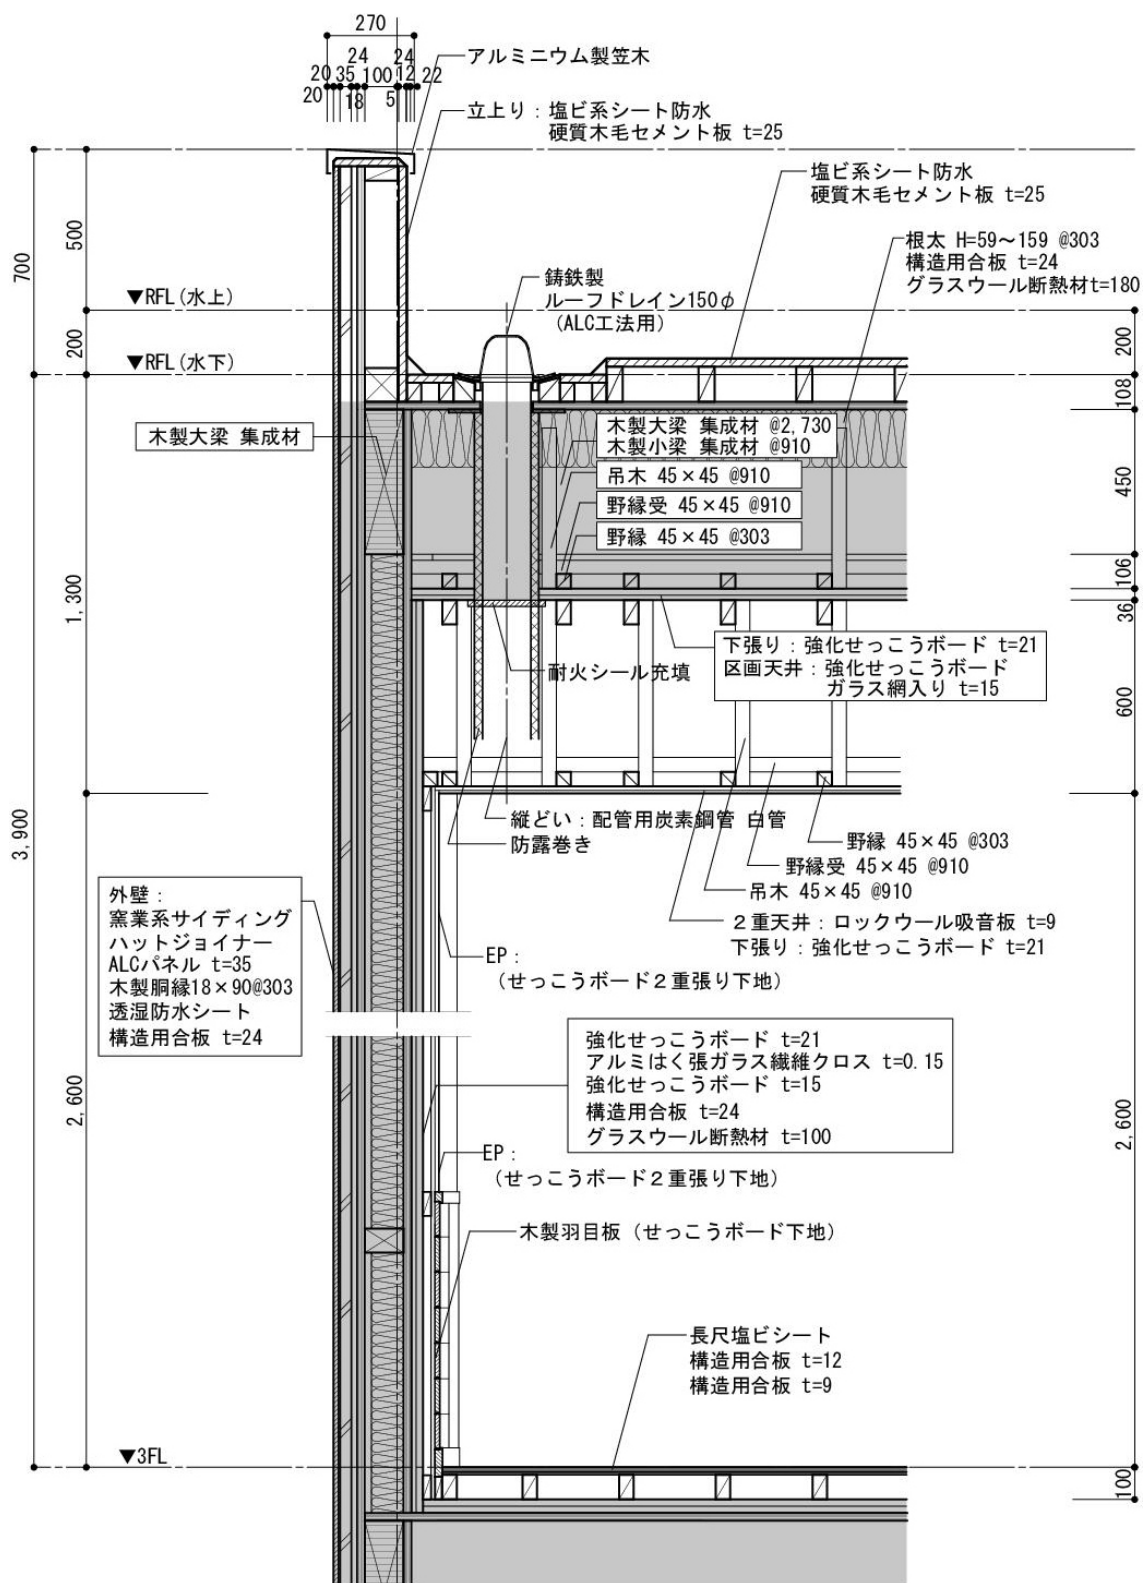 270
24
24
20
35
100
12
22
20
18
5
アルミニウム製笠木
立上り：塩ビ系シート防水
硬質木毛セメント板 t=25
塩ビ系シート防水
硬質木毛セメント板 t=25
根太 H=59～159 @303
構造用合板 t=24
グラスウール断熱材t=180
鋳鉄製
ルーフドレイン150φ
（ALC工法用）
700
500
200
▼RFL(水上)
▼RFL(水下)
200
108
450
106
36
600
2,600
100
木製大梁 集成材
木製大梁 集成材 @2,730
木製小梁 集成材 @910
吊木 45×45 @910
野縁受 45×45 @910
野縁 45×45 @303
1,300
下張り：強化せっこうボード t=21
区画天井：強化せっこうボード
ガラス網入り t=15
耐火シール充填
縦どい：配管用炭素鋼管 白管
防露巻き
野縁 45×45 @303
野縁受 45×45 @910
吊木 45×45 @910
２重天井：ロックウール吸音板 t=9
下張り：強化せっこうボード t=21
3,900
外壁：
窯業系サイディング
ハットジョイナー
ALCパネル t=35
木製胴縁18×90@303
透湿防水シート
構造用合板 t=24
EP：
（せっこうボード２重張り下地）
強化せっこうボード t=21
アルミはく張ガラス繊維クロス t=0.15
強化せっこうボード t=15
構造用合板 t=24
グラスウール断熱材 t=100
2,600
EP：
（せっこうボード２重張り下地）
木製羽目板（せっこうボード下地）
長尺塩ビシート
構造用合板 t=12
構造用合板 t=9
▼3FL